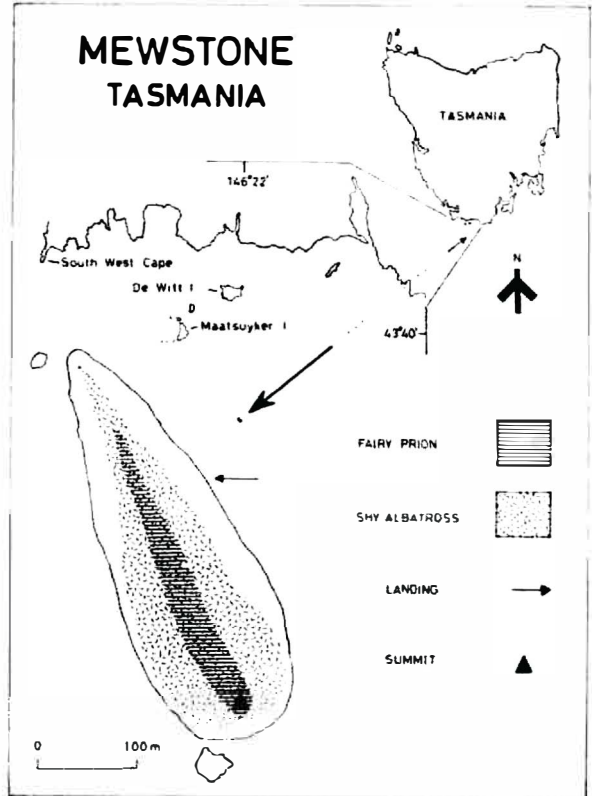 MEWSTONE
TASMANIA
TASMANIA
146°22'
South West Cape
De Witt I
Maatsuyker I
N
43°40'
FAIRY PRION
SHY ALBATROSS
LANDING
SUMMIT
0 100m